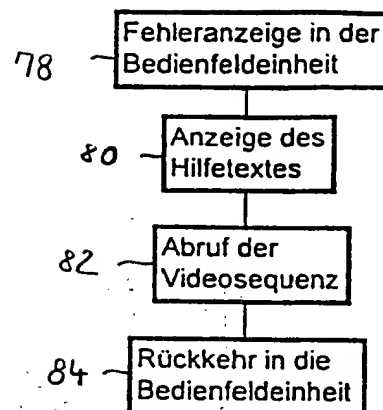 Fehleranzeige in der
78 Bedienfeldeinheit
Anzeige des
80 Hilfetextes
Abruf der
82 Videosequenz
Rückkehr in die
84 Bedienfeldeinheit